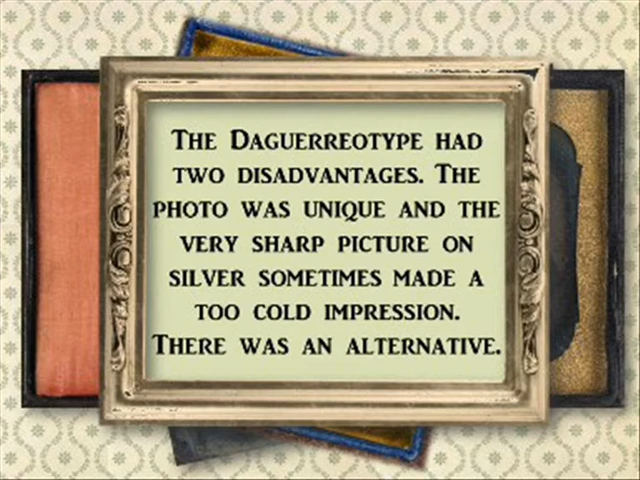 The Daguerreotype had
two disadvantages. The
photo was unique and the
very sharp picture on
silver sometimes made a
too cold impression.
There was an alternative.